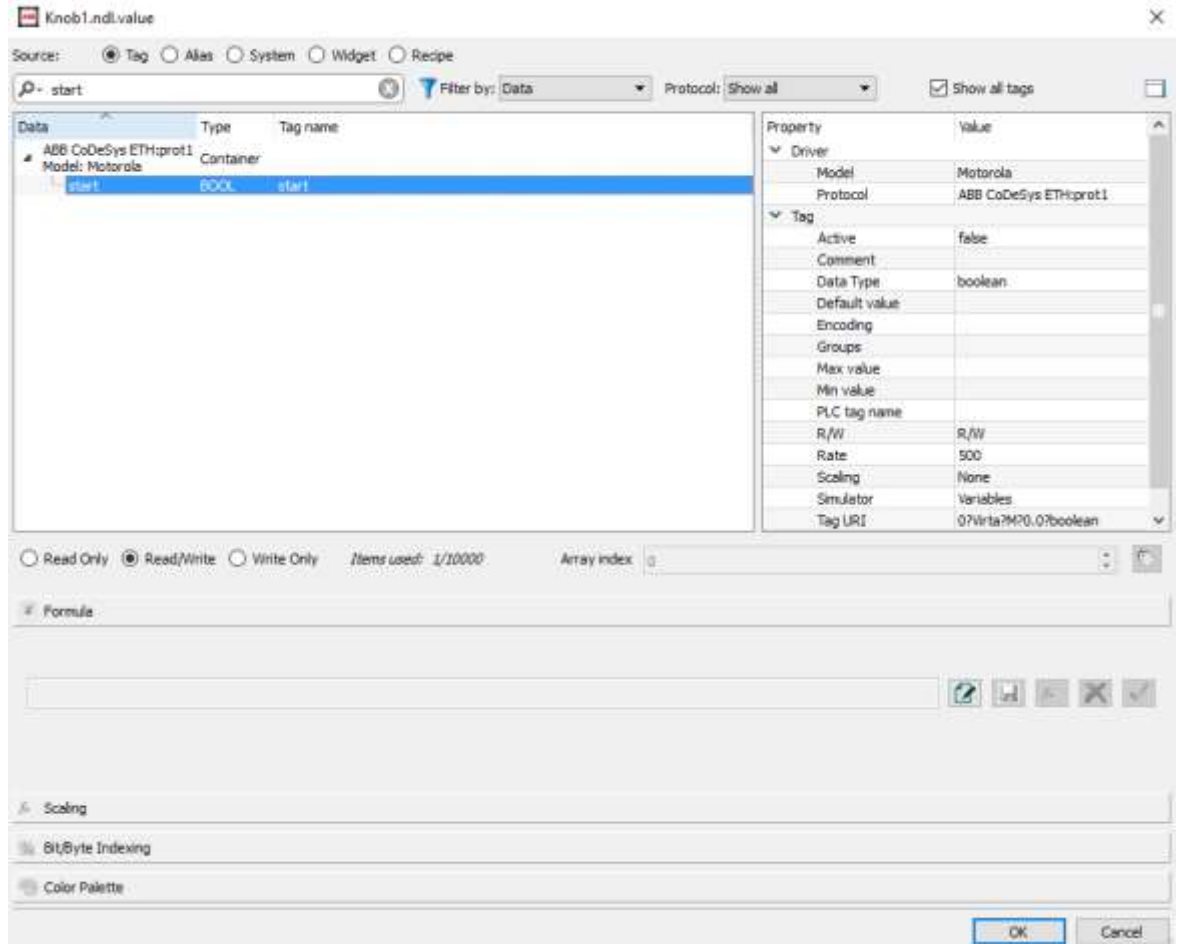 Knob1.ndl.value
Source: Tag Alias System Widget Recipe
start Filter by: Data Protocol: Show all Show all tags
Data Type Tag name
ABB CoDeSys ETH:prot1
Model: Motorola Container
start BOOL start
Property Value
Driver
Model Motorola
Protocol ABB CoDeSys ETH:prot1
Tag
Active false
Comment
Data Type boolean
Default value
Encoding
Groups
Max value
Min value
PLC tag name
R/W R/W
Rate 500
Scaling None
Simulator Variables
Tag URI 0?Virta?M?0.0?boolean
Read Only Read/Write Write Only Items used: 1/10000 Array index 0
Formula
Scaling
Bit/Byte Indexing
Color Palette
OK Cancel